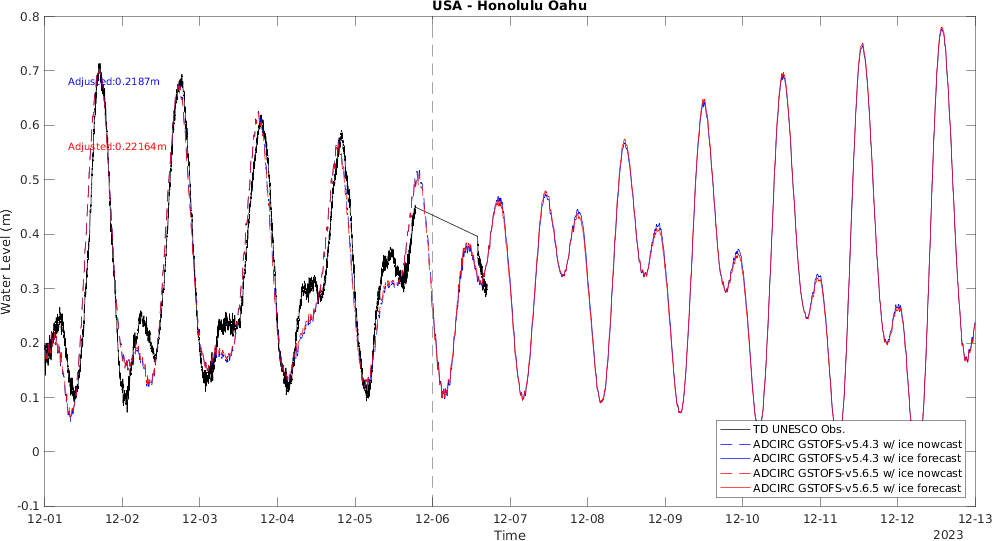 USA - Honolulu Oahu
0.8
0.7
0.6
0.5
0.4
0.3
0.2
0.1
0
-0.1
Water Level (m)
Adjusted:0.2187m
Adjusted:0.22164m
TD UNESCO Obs.
ADCIRC GSTOFS-v5.4.3 w/ ice nowcast
ADCIRC GSTOFS-v5.4.3 w/ ice forecast
ADCIRC GSTOFS-v5.6.5 w/ ice nowcast
ADCIRC GSTOFS-v5.6.5 w/ ice forecast
12-01 12-02 12-03 12-04 12-05 12-06 12-07 12-08 12-09 12-10 12-11 12-12 12-13
Time
2023